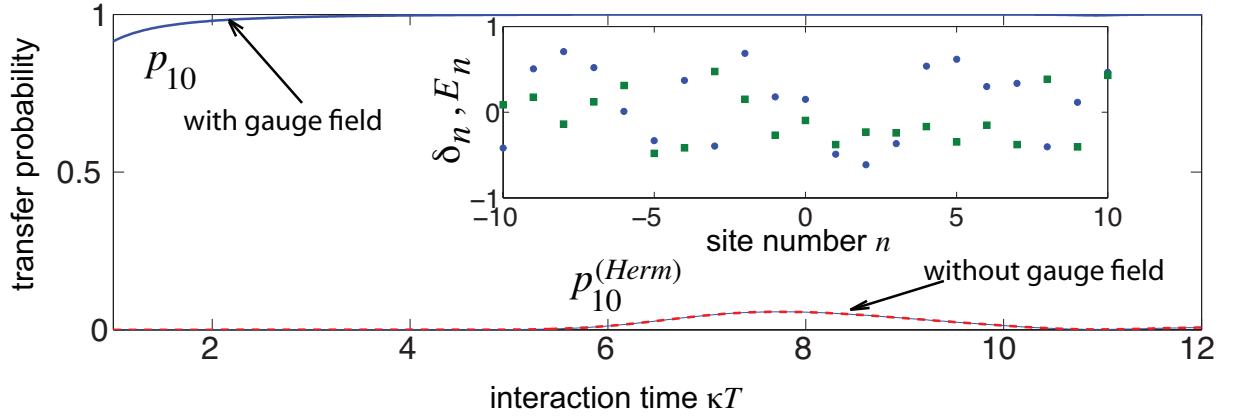 transfer probability
1
0.5
0
p10
with gauge field
δn , En
1
0
−1
−10
−5
0
5
10
site number n
p10(Herm)
without gauge field
2
4
6
8
10
12
interaction time κT